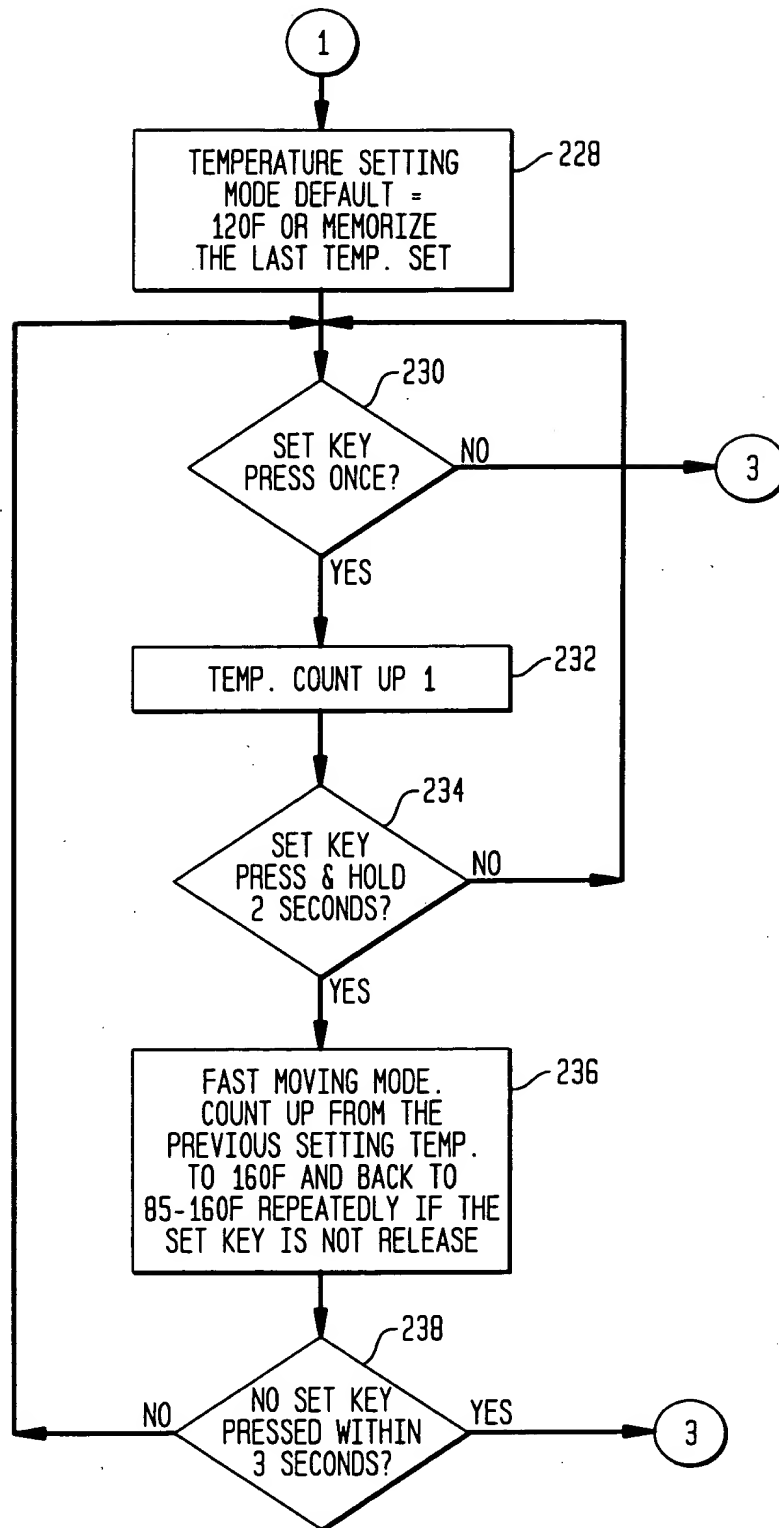 1
TEMPERATURE SETTING
MODE DEFAULT =
120F OR MEMORIZE
THE LAST TEMP. SET
228
230
SET KEY
PRESS ONCE?
NO
3
YES
TEMP. COUNT UP 1
232
234
SET KEY
PRESS & HOLD
2 SECONDS?
NO
YES
FAST MOVING MODE.
COUNT UP FROM THE
PREVIOUS SETTING TEMP.
TO 160F AND BACK TO
85-160F REPEATEDLY IF THE
SET KEY IS NOT RELEASE
236
238
NO
NO SET KEY
PRESSED WITHIN
3 SECONDS?
YES
3